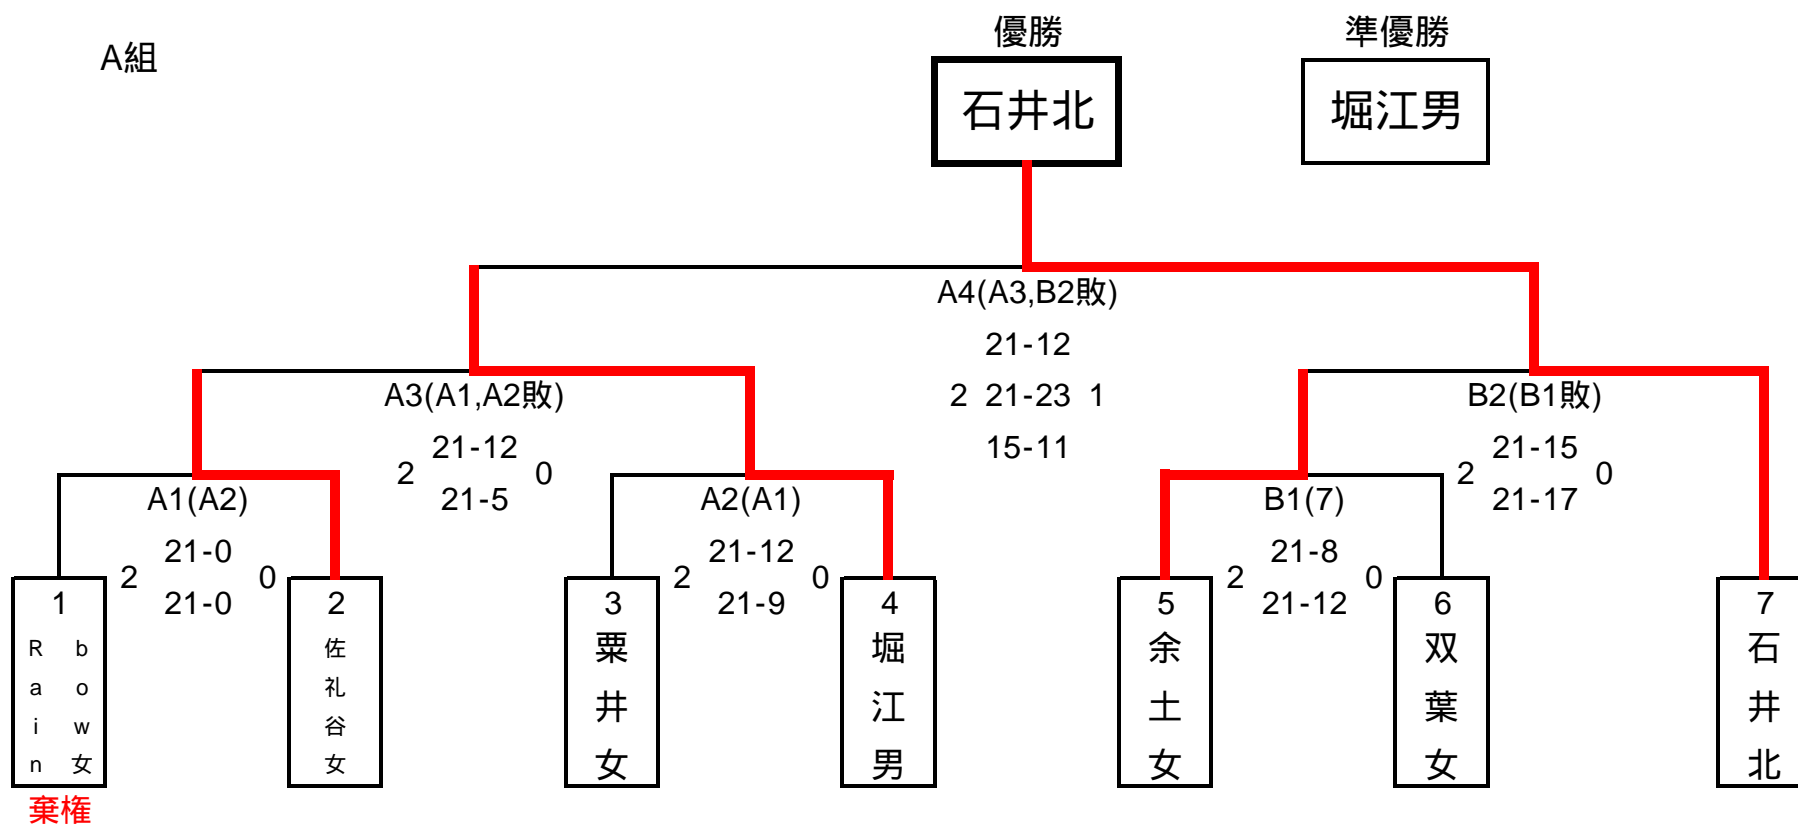 A組
優勝
準優勝
石井北
堀江男
A4(A3,B2敗)
21-12
2 21-23 1
15-11
A3(A1,A2敗)
21-12
2 0
21-5
B2(B1敗)
21-15
2 0
21-17
A1(A2)
21-0
2 0
21-0
A2(A1)
21-12
2 0
21-9
B1(7)
21-8
2 0
21-12
1
Rain
bow女
棄権
2
佐礼谷女
3
粟井女
4
堀江男
5
余土女
6
双葉女
7
石井北